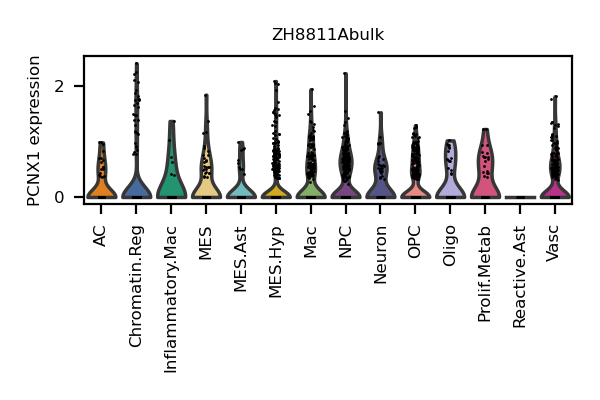 ZH8811Abulk
PCNX1 expression
2
0
AC
Chromatin.Reg
Inflammatory.Mac
MES
MES.Ast
MES.Hyp
Mac
NPC
Neuron
OPC
Oligo
Prolif.Metab
Reactive.Ast
Vasc